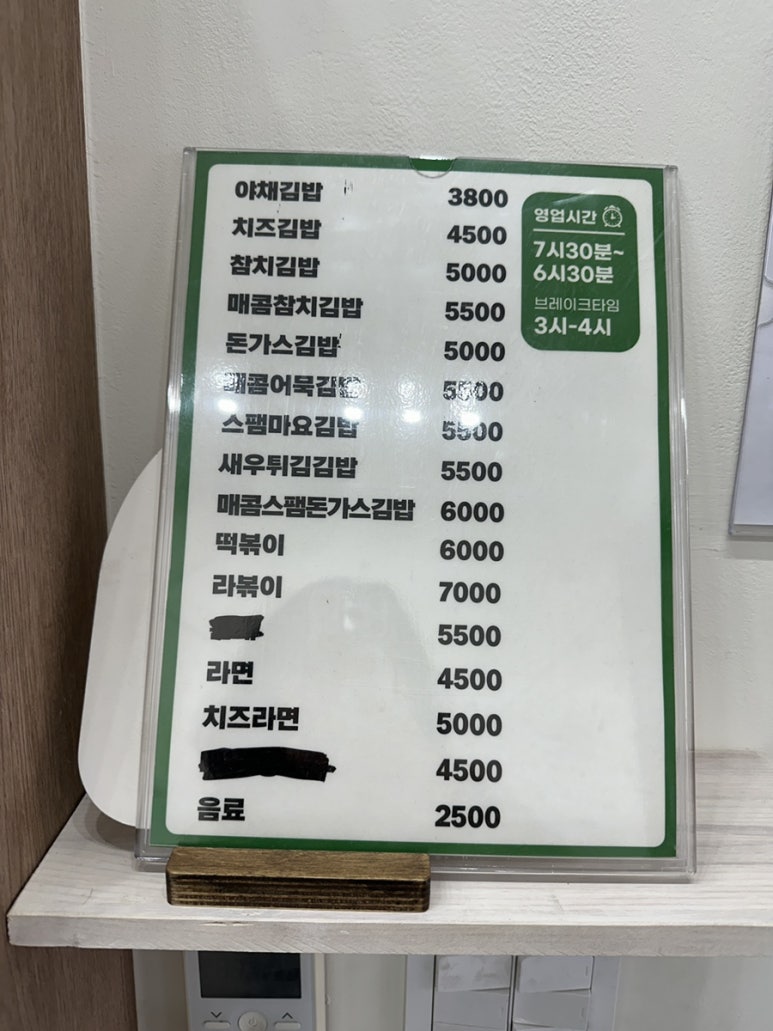 야채김밥 3800
치즈김밥 4500
참치김밥 5000
매콤참치김밥 5500
돈가스김밥 5000
매콤어묵김밥 5500
스팸마요김밥 5500
새우튀김김밥 5500
매콤스팸돈가스김밥 6000
떡볶이 6000
라볶이 7000
5500
라면 4500
치즈라면 5000
4500
음료 2500
영업시간
7시30분~
6시30분
브레이크타임
3시-4시